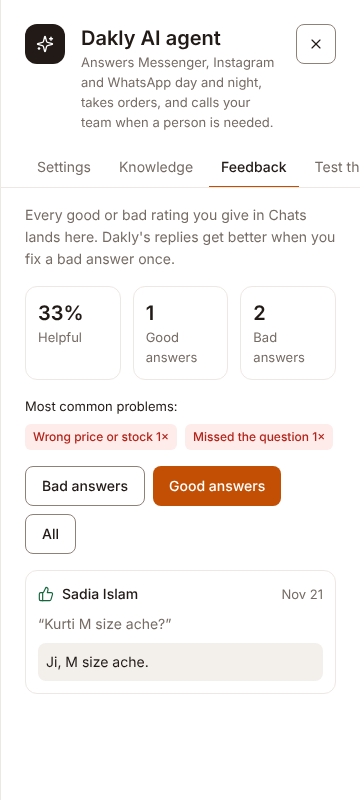 Dakly AI agent
Answers Messenger, Instagram
and WhatsApp day and night,
takes orders, and calls your
team when a person is needed.
Settings Knowledge Feedback Test th
Every good or bad rating you give in Chats
lands here. Dakly's replies get better when you
fix a bad answer once.
33% 1 2
Helpful Good Bad
answers answers
Most common problems:
Wrong price or stock 1× Missed the question 1×
Bad answers Good answers
All
Sadia Islam Nov 21
“Kurti M size ache?”
Ji, M size ache.